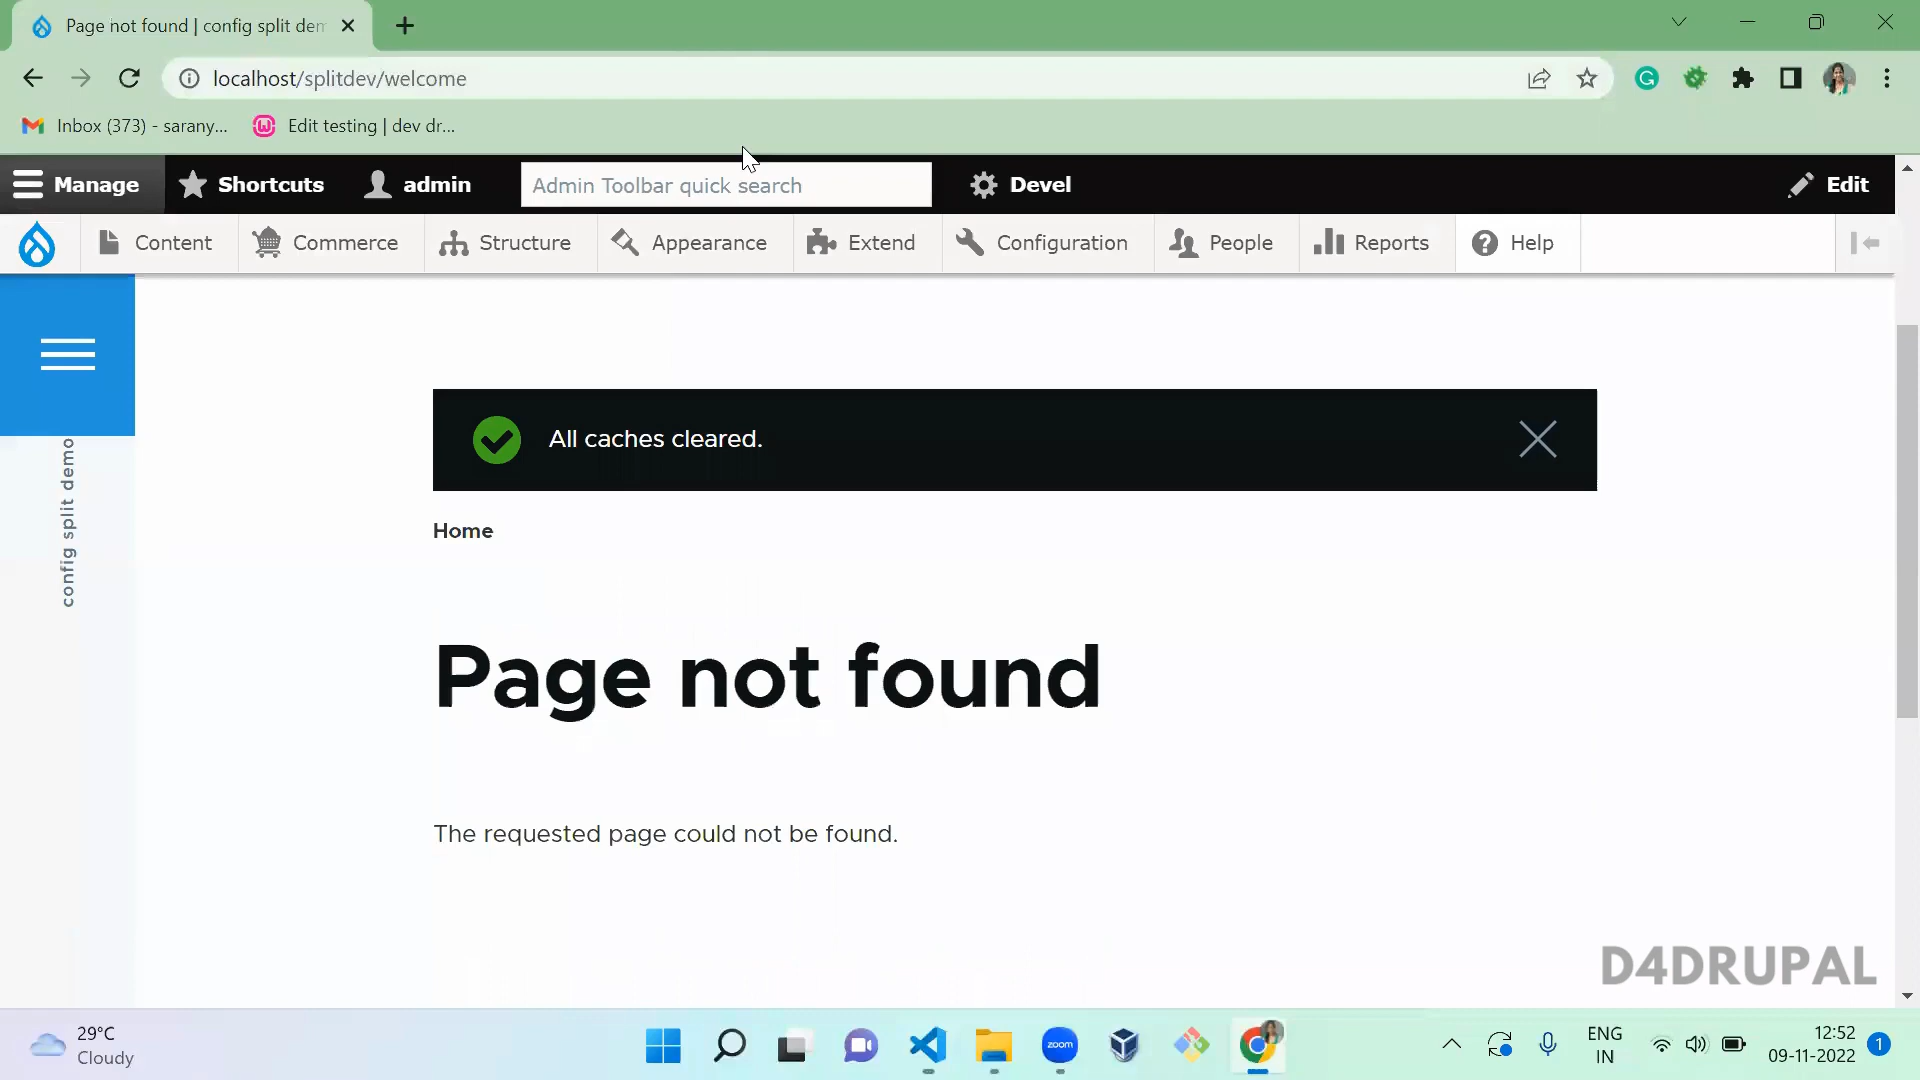 Page not found | config split dem
localhost/splitdev/welcome
Inbox (373) - sarany...
Edit testing | dev dr...
Manage
Shortcuts
admin
Admin Toolbar quick search
Devel
Edit
Content
Commerce
Structure
Appearance
Extend
Configuration
People
Reports
Help
All caches cleared.
config split demo
Home
Page not found
The requested page could not be found.
D4DRUPAL
29°C
Cloudy
zoom
ENG
IN
12:52
09-11-2022
1